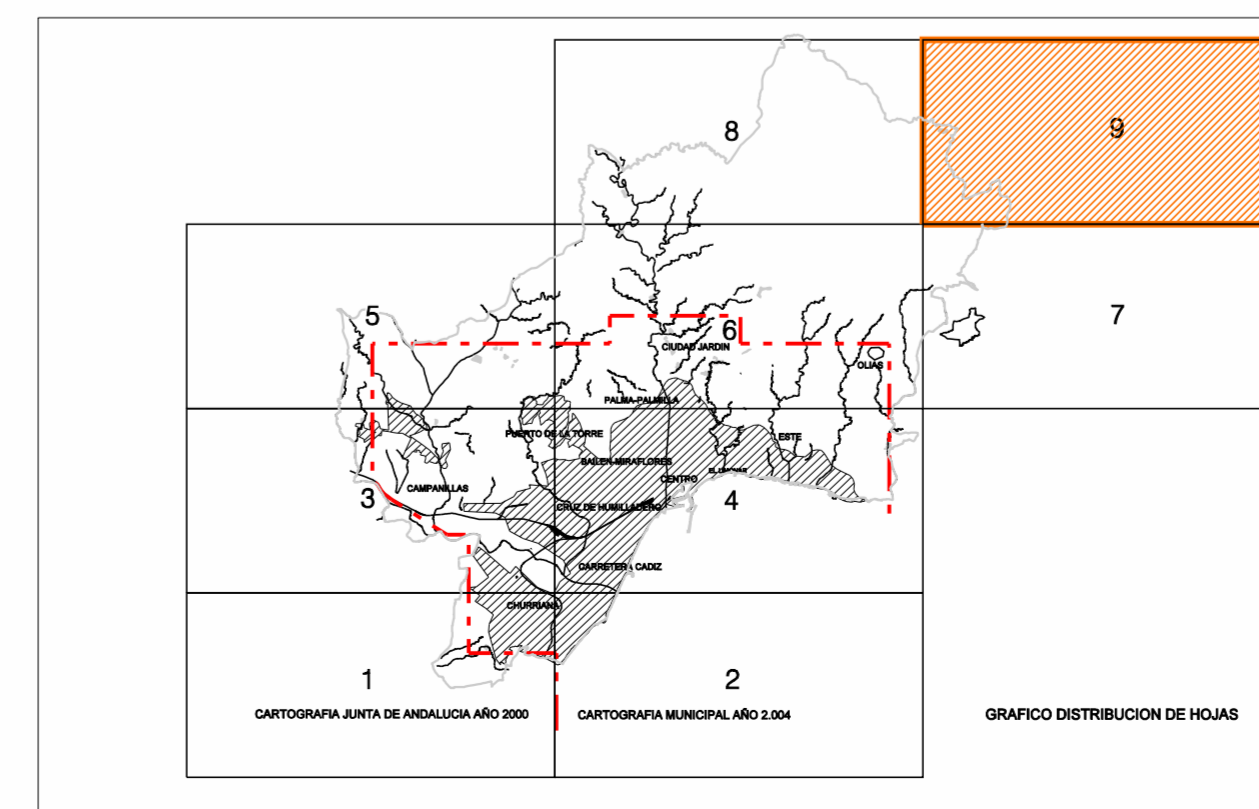 8
9
5
6
7
CIUDAD JARDIN
OLIAS
PALMA-PALMILLA
PUERTO DE LA TORRE
ESTE
BAILEN-MIRAFLORES
CENTRO
CAMPANILLAS
3
4
CRUZ DE HUMILLADERO
CARRETERA CADIZ
CHURRIANA
1
2
CARTOGRAFIA JUNTA DE ANDALUCIA AÑO 2000
CARTOGRAFIA MUNICIPAL AÑO 2.004
GRAFICO DISTRIBUCION DE HOJAS